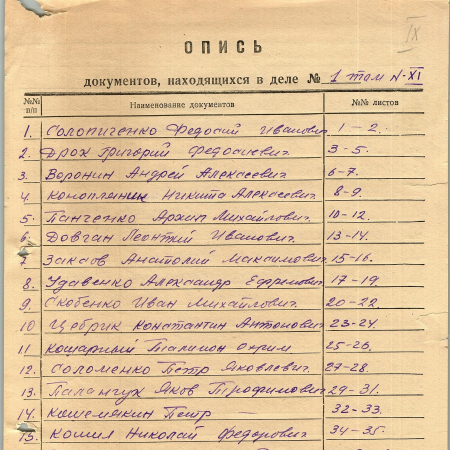 IX
ОПИСЬ
документов, находящихся в деле № 1 том N-XI
№№ п/п Наименование документов №№ листов
1. Солопиченко Федосий Иванович 1-2.
2. Дрох Григорий Федосиевич 3-5.
3. Воронин Андрей Алексеевич 6-7.
4. Коноплянник Никита Алексеевич 8-9.
5. Панченко Архип Михайлович 10-12.
6. Довган Леонтий Иванович. 13-14.
7. Закаов Анатолий Максимович 15-16.
8. Удавенко Александр Ефремович 17-19.
9. Скобенко Иван Михайлович. 20-22.
10 Цебрик Константин Антонович 23-24.
11 Кошарный 25-26.
12. Соломенко Петр Яковлевич. 27-28.
13. Паланчух Яков Трофимович 29-31.
14. Кошемякин Петр — 32-33.
15. Кошил Николай Федорович 34-35.